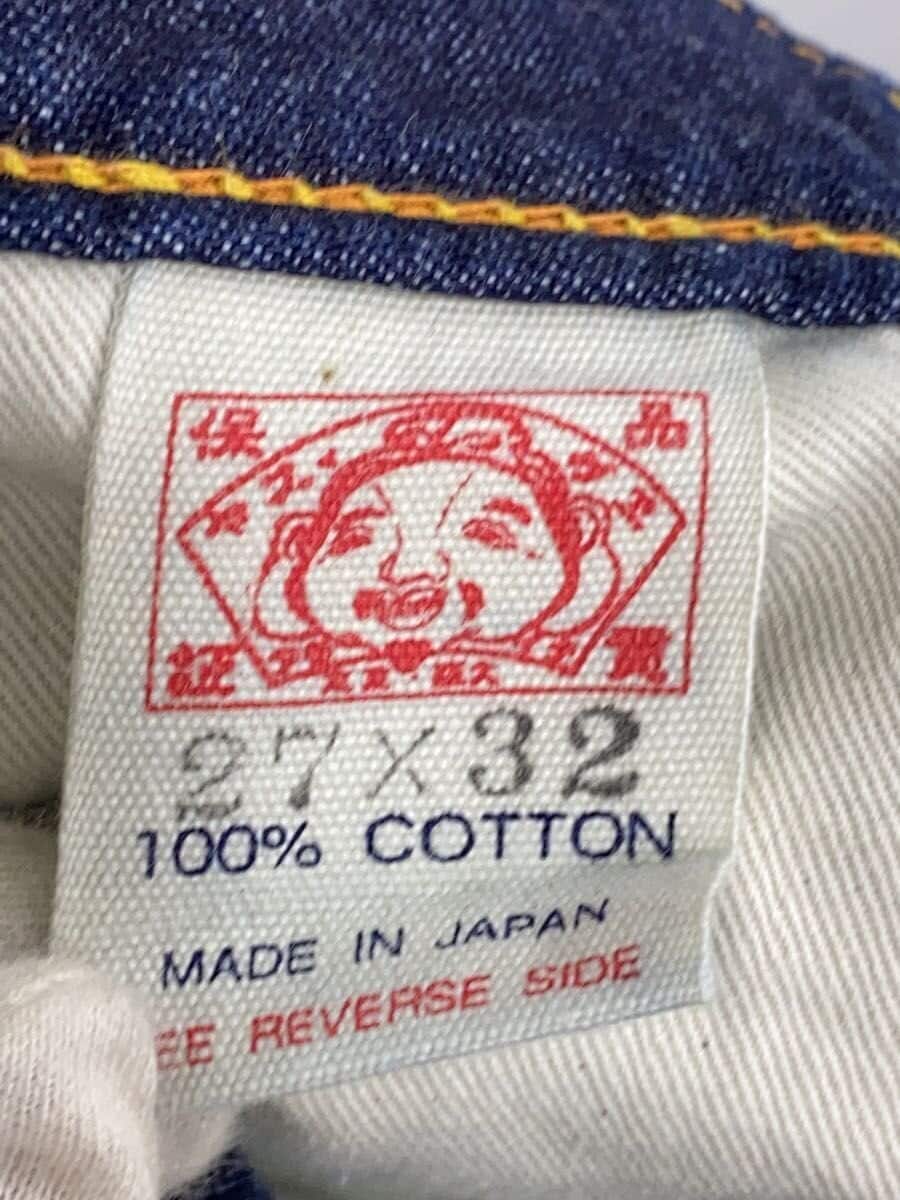 保 品
証 質
27X32
100% COTTON
MADE IN JAPAN
EE REVERSE SIDE